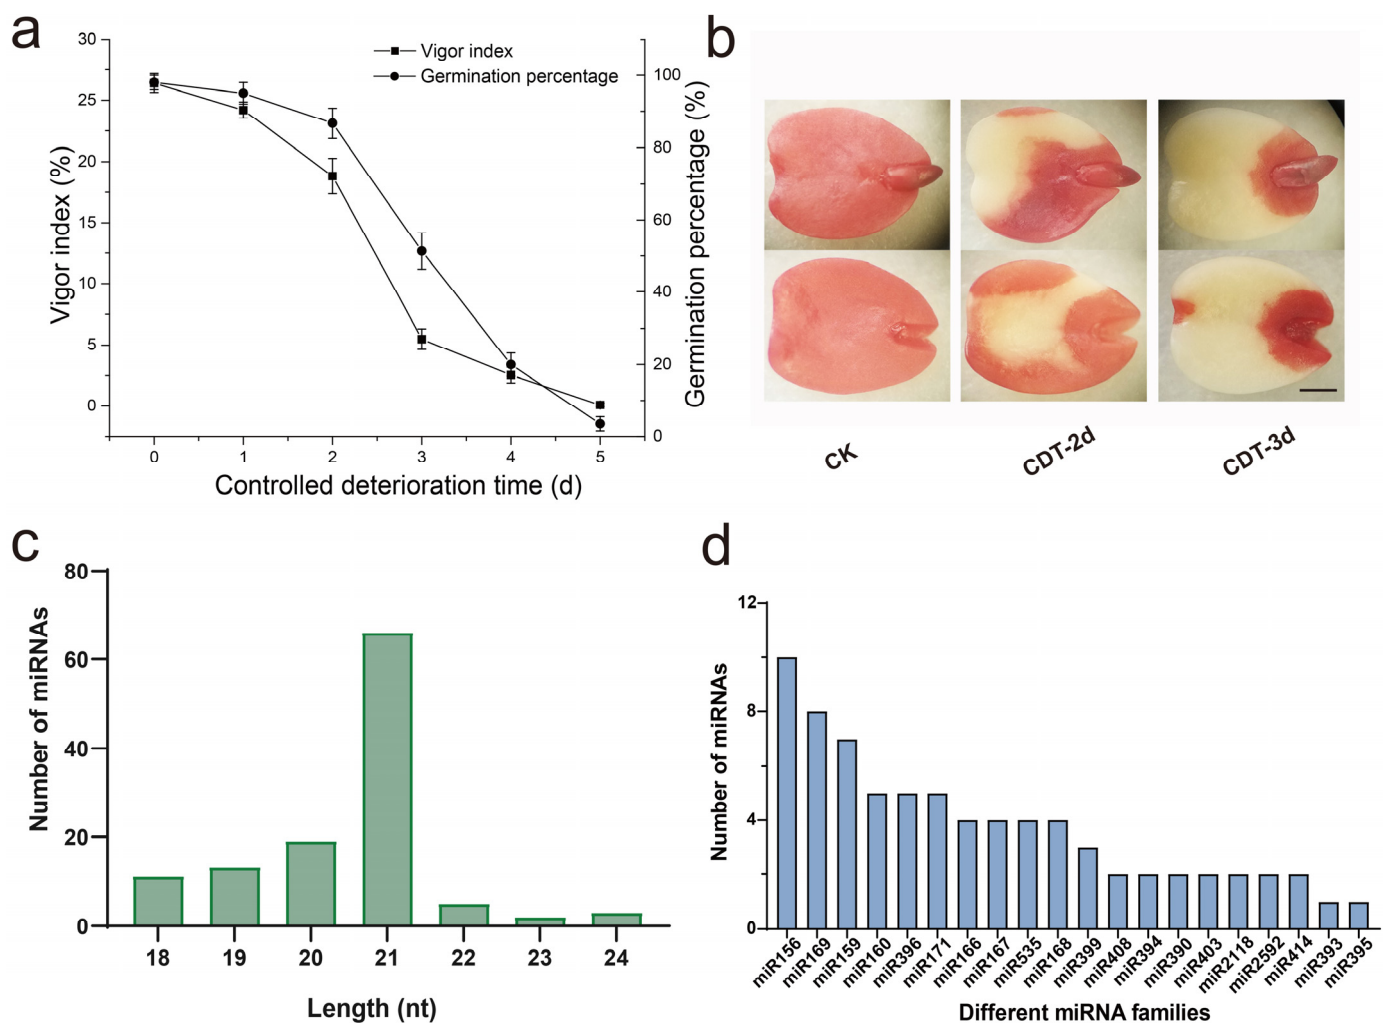 a
Vigor index
Germination percentage
Vigor index (%)
30
25
20
15
10
5
0
Germination percentage (%)
100
80
60
40
20
0
0 1 2 3 4 5
Controlled deterioration time (d)
b
CK
CDT-2d
CDT-3d
c
Number of miRNAs
80
60
40
20
0
18 19 20 21 22 23 24
Length (nt)
d
Number of miRNAs
12
8
4
0
miR156 miR169 miR159 miR160 miR396 miR171 miR166 miR167 miR535 miR168 miR399 miR408 miR394 miR390 miR403 miR2118 miR2592 miR414 miR393 miR395
Different miRNA families